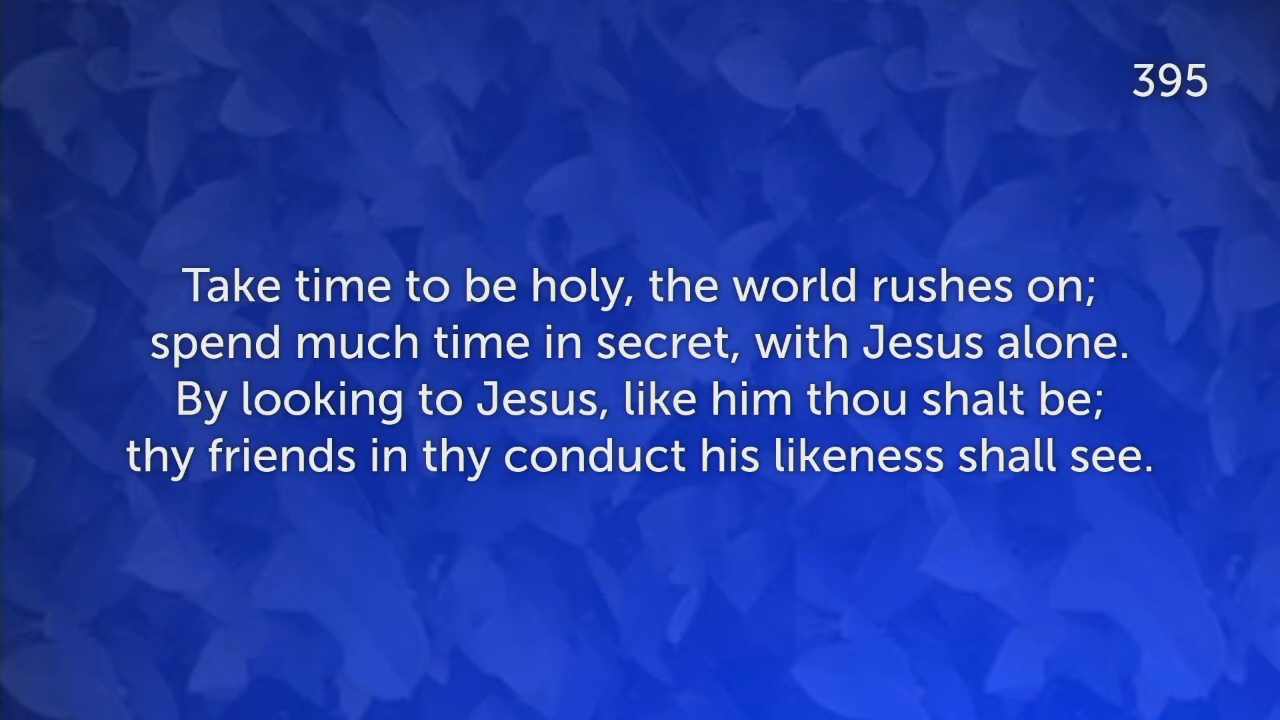 395
Take time to be holy, the world rushes on;
spend much time in secret, with Jesus alone.
By looking to Jesus, like him thou shalt be;
thy friends in thy conduct his likeness shall see.